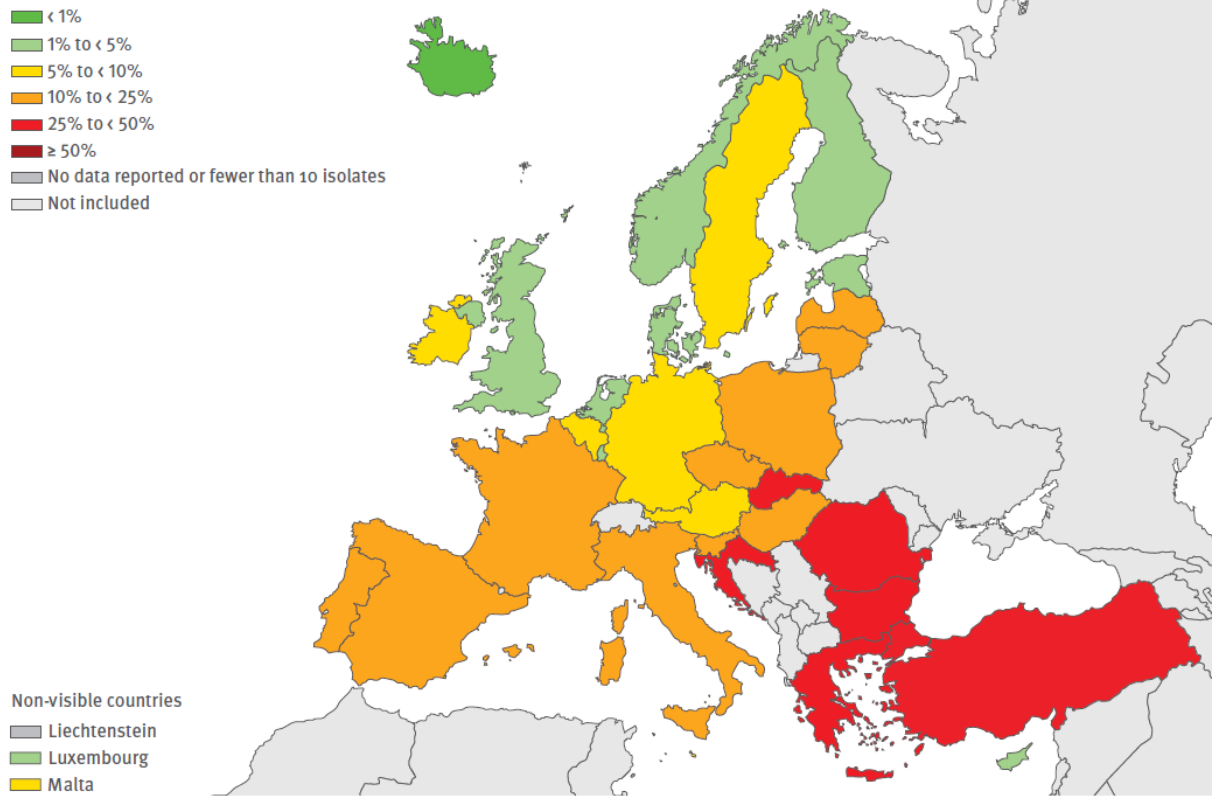 < 1%
1% to < 5%
5% to < 10%
10% to < 25%
25% to < 50%
≥ 50%
No data reported or fewer than 10 isolates
Not included
Non-visible countries
Liechtenstein
Luxembourg
Malta